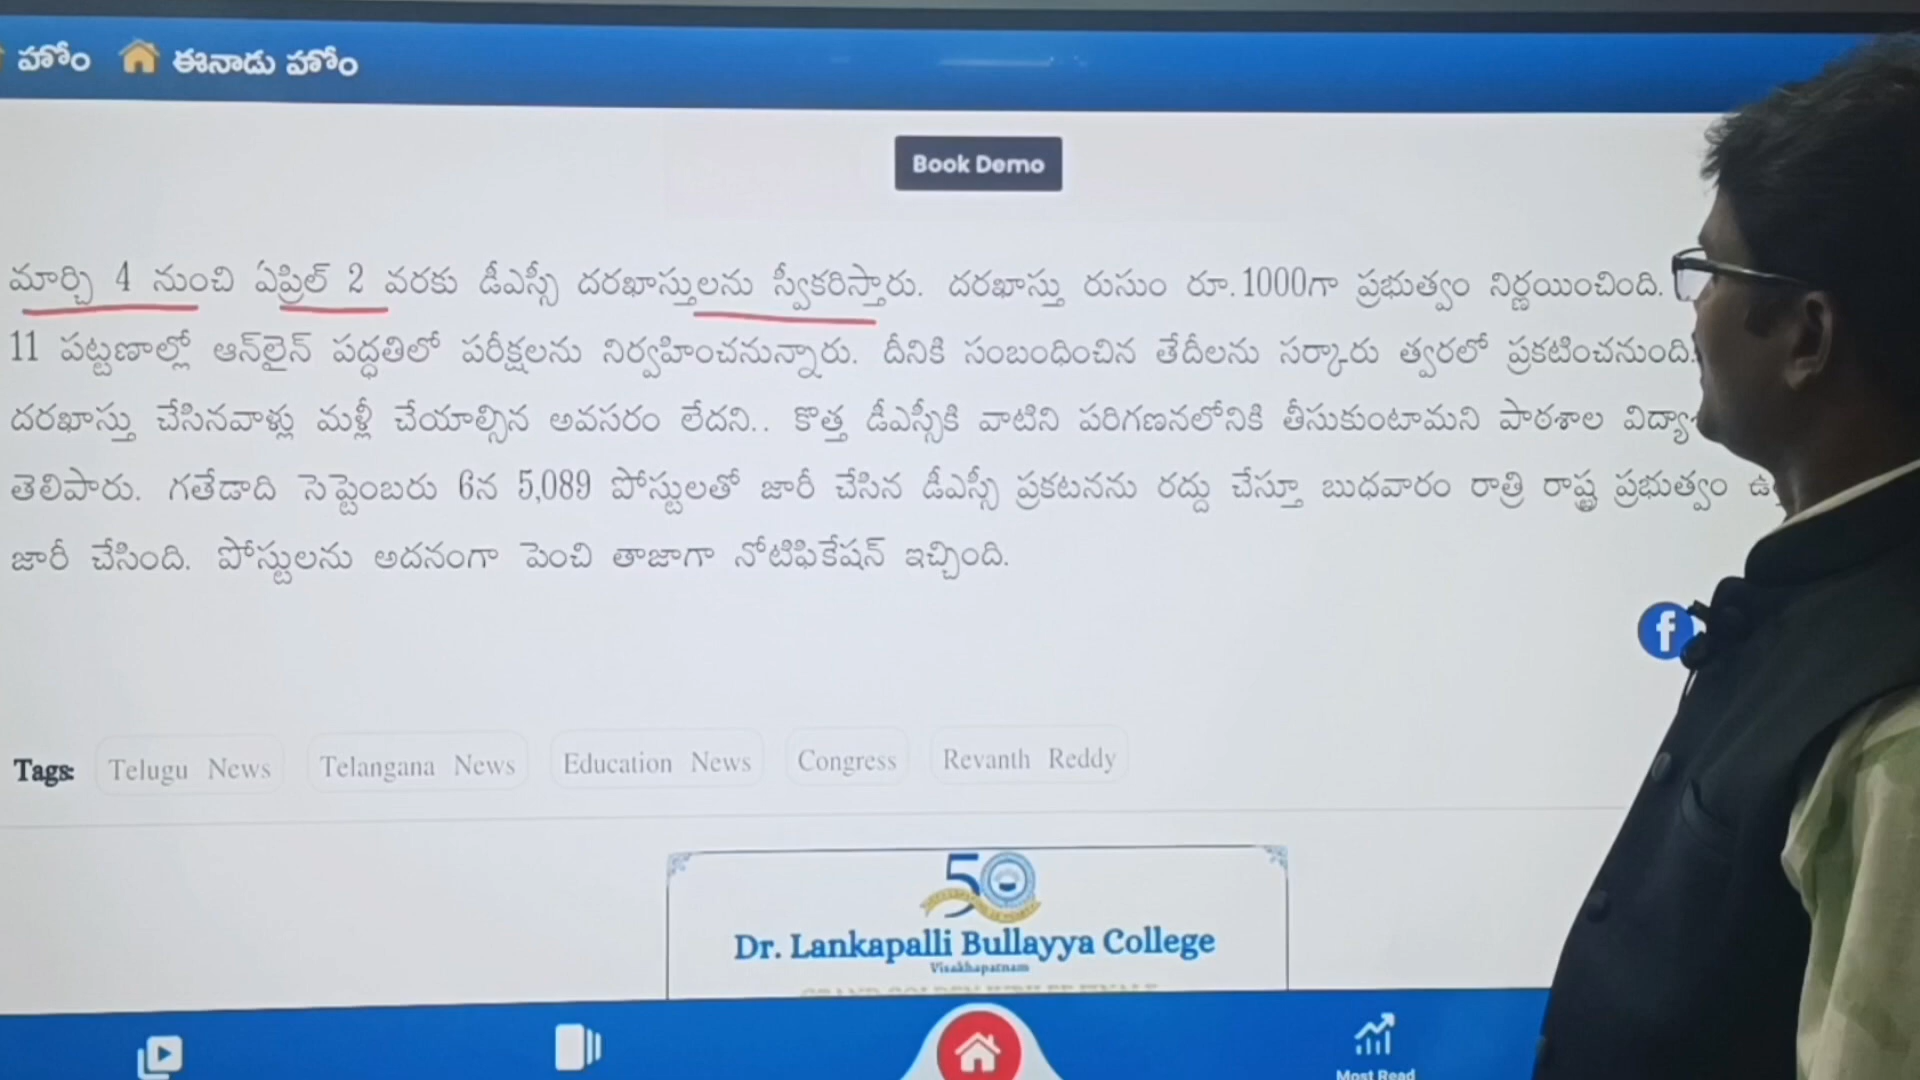 హోం ఈనాడు హోం
Book Demo
మార్చి 4 నుంచి ఏప్రిల్ 2 వరకు డీఎస్సీ దరఖాస్తులను స్వీకరిస్తారు. దరఖాస్తు రుసుం రూ.1000గా ప్రభుత్వం నిర్ణయించింది.
11 పట్టణాల్లో ఆన్‌లైన్ పద్ధతిలో పరీక్షలను నిర్వహించనున్నారు. దీనికి సంబంధించిన తేదీలను సర్కారు త్వరలో ప్రకటించనుంది.
దరఖాస్తు చేసినవాళ్లు మళ్లీ చేయాల్సిన అవసరం లేదని.. కొత్త డీఎస్సీకి వాటిని పరిగణనలోనికి తీసుకుంటామని పాఠశాల
తెలిపారు. గతేడాది సెప్టెంబరు 6న 5,089 పోస్టులతో జారీ చేసిన డీఎస్సీ ప్రకటనను రద్దు చేస్తూ బుధవారం రాత్రి రాష్ట్ర ప్రభుత్వం
జారీ చేసింది. పోస్టులను అదనంగా పెంచి తాజాగా నోటిఫికేషన్ ఇచ్చింది.
Tags: Telugu News Telangana News Education News Congress Revanth Reddy
50
Dr. Lankapalli Bullayya College
Visakhapatnam
Most Read